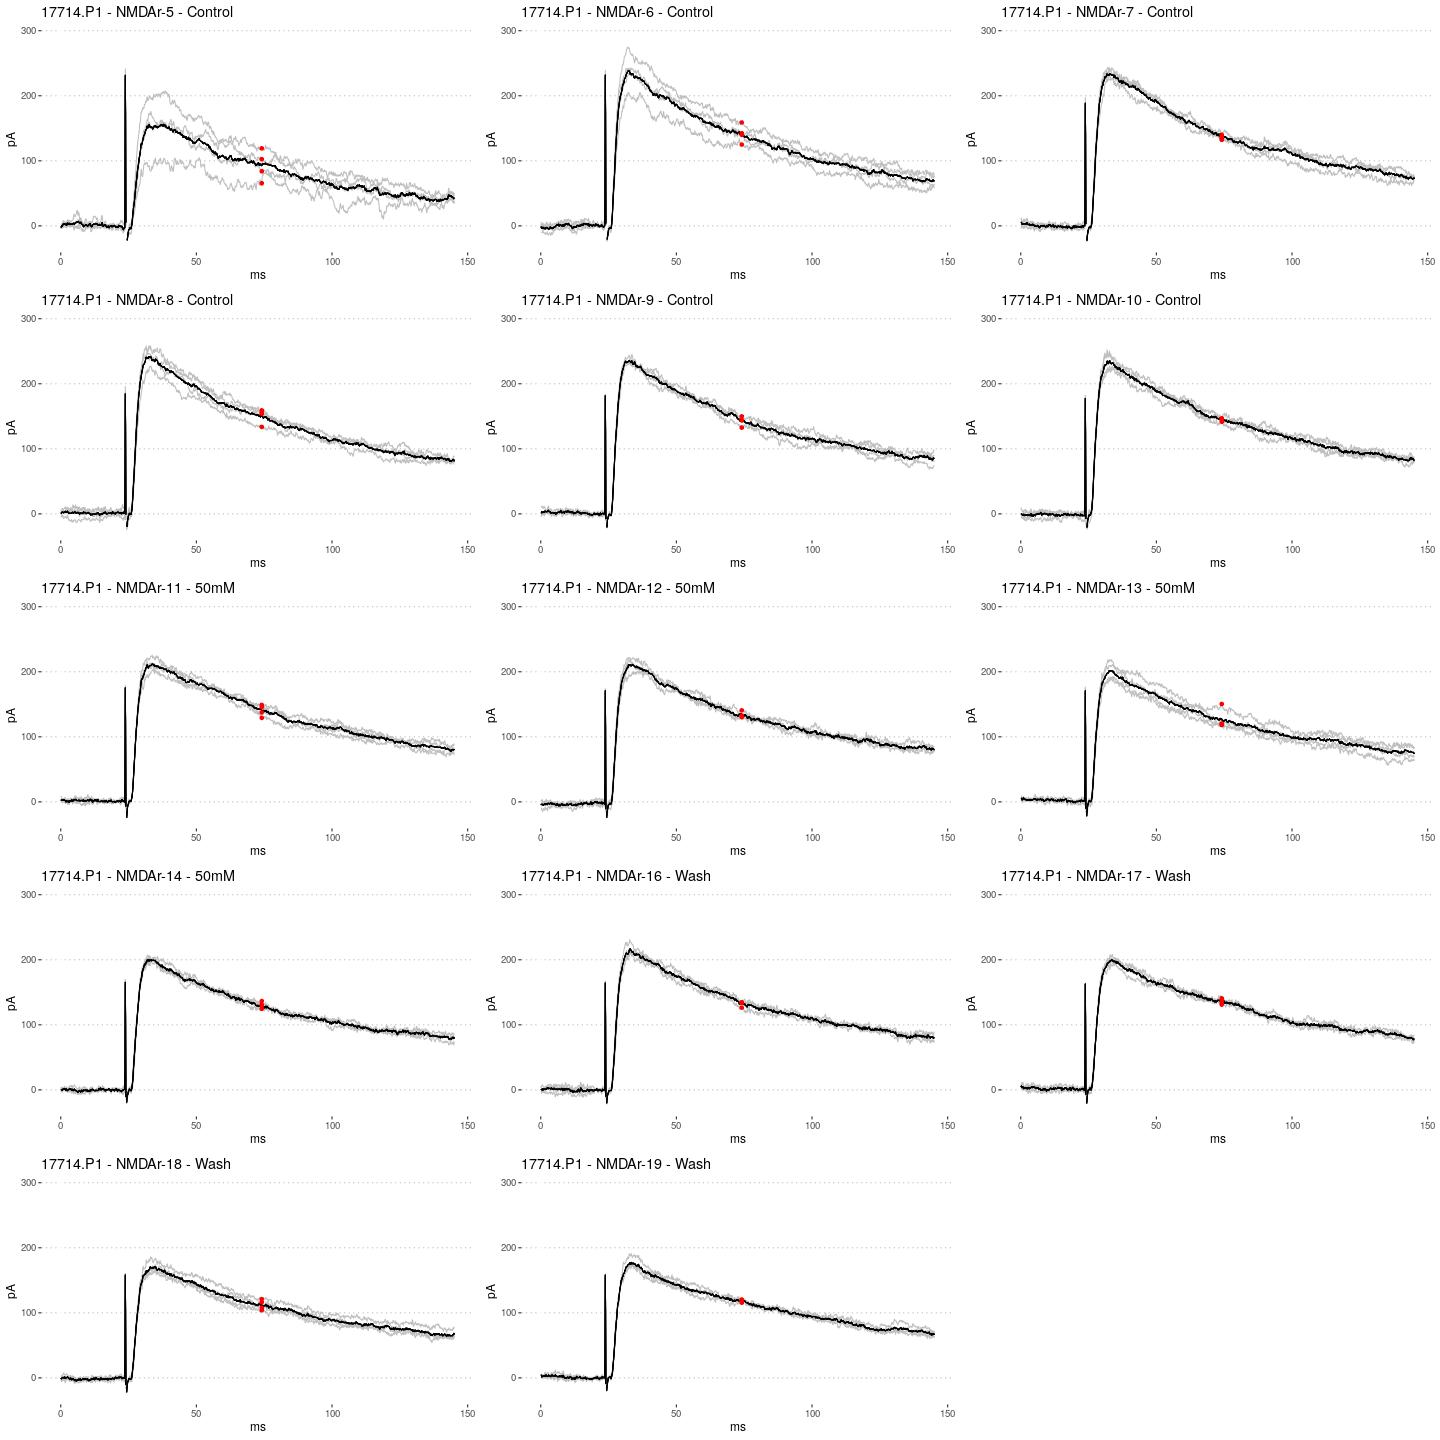 17714.P1 - NMDAr-5 - Control
300
200
100
0
pA
0 50 100 150
ms
17714.P1 - NMDAr-6 - Control
300
200
100
0
pA
0 50 100 150
ms
17714.P1 - NMDAr-7 - Control
300
200
100
0
pA
0 50 100 150
ms
17714.P1 - NMDAr-8 - Control
300
200
100
0
pA
0 50 100 150
ms
17714.P1 - NMDAr-9 - Control
300
200
100
0
pA
0 50 100 150
ms
17714.P1 - NMDAr-10 - Control
300
200
100
0
pA
0 50 100 150
ms
17714.P1 - NMDAr-11 - 50mM
300
200
100
0
pA
0 50 100 150
ms
17714.P1 - NMDAr-12 - 50mM
300
200
100
0
pA
0 50 100 150
ms
17714.P1 - NMDAr-13 - 50mM
300
200
100
0
pA
0 50 100 150
ms
17714.P1 - NMDAr-14 - 50mM
300
200
100
0
pA
0 50 100 150
ms
17714.P1 - NMDAr-16 - Wash
300
200
100
0
pA
0 50 100 150
ms
17714.P1 - NMDAr-17 - Wash
300
200
100
0
pA
0 50 100 150
ms
17714.P1 - NMDAr-18 - Wash
300
200
100
0
pA
0 50 100 150
ms
17714.P1 - NMDAr-19 - Wash
300
200
100
0
pA
0 50 100 150
ms